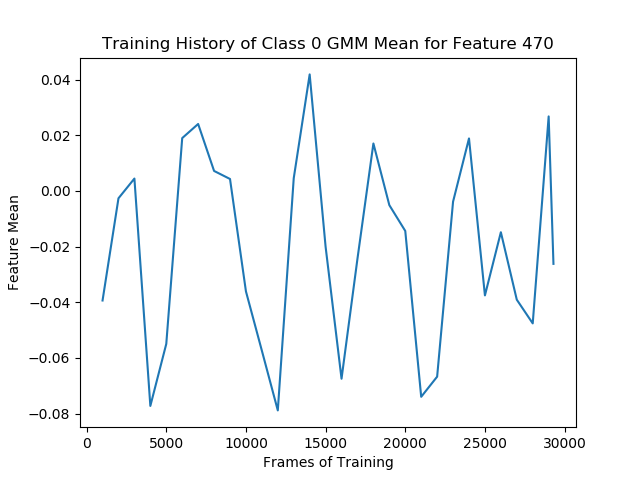 Training History of Class 0 GMM Mean for Feature 470
0.04
0.02
0.00
−0.02
−0.04
−0.06
−0.08
Feature Mean
0 5000 10000 15000 20000 25000 30000
Frames of Training